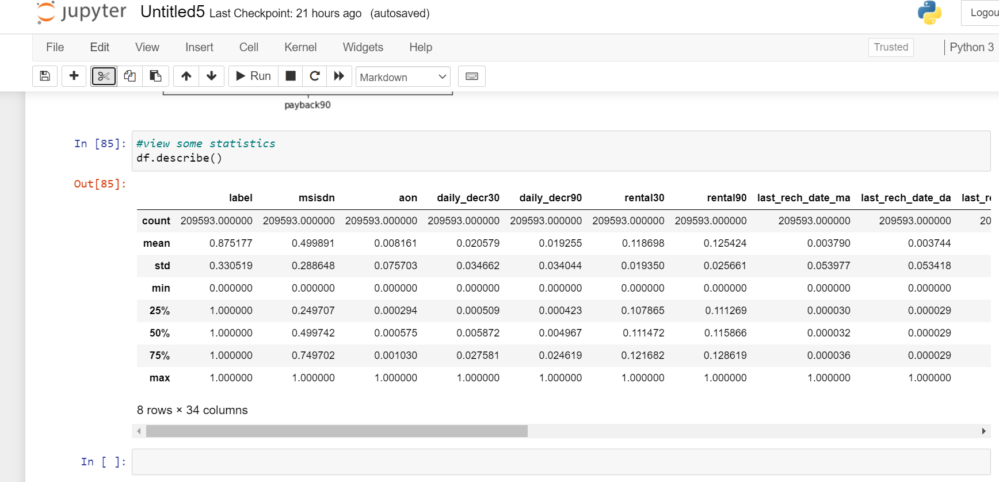 jupyter Untitled5 Last Checkpoint: 21 hours ago (autosaved) Logou
File Edit View Insert Cell Kernel Widgets Help Trusted Python 3
Run Markdown
payback90
In [85]: #view some statistics
df.describe()
Out[85]:
label msisdn aon daily_decr30 daily_decr90 rental30 rental90 last_rech_date_ma last_rech_date_da last_r
count 209593.000000 209593.000000 209593.000000 209593.000000 209593.000000 209593.000000 209593.000000 209593.000000 209593.000000 20
mean 0.875177 0.499891 0.008161 0.020579 0.019255 0.118698 0.125424 0.003790 0.003744
std 0.330519 0.288648 0.075703 0.034662 0.034044 0.019350 0.025661 0.053977 0.053418
min 0.000000 0.000000 0.000000 0.000000 0.000000 0.000000 0.000000 0.000000 0.000000
25% 1.000000 0.249707 0.000294 0.000509 0.000423 0.107865 0.111269 0.000030 0.000029
50% 1.000000 0.499742 0.000575 0.005872 0.004967 0.111472 0.115866 0.000032 0.000029
75% 1.000000 0.749702 0.001030 0.027581 0.024619 0.121682 0.128619 0.000036 0.000029
max 1.000000 1.000000 1.000000 1.000000 1.000000 1.000000 1.000000 1.000000 1.000000
8 rows × 34 columns
In [ ]: